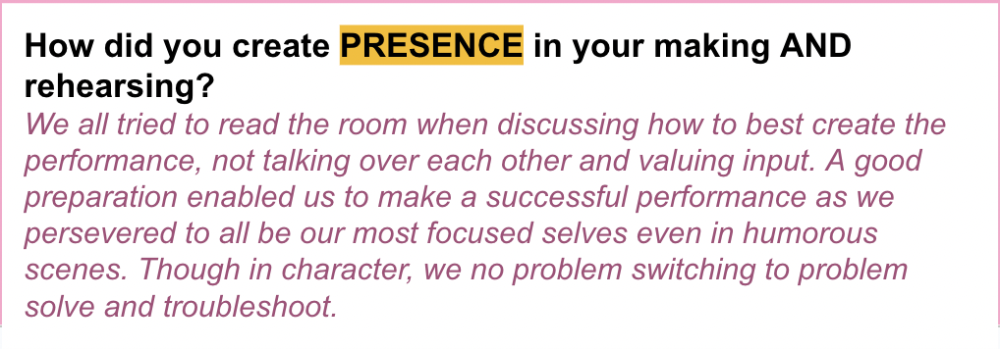 How did you create PRESENCE in your making AND
rehearsing?
We all tried to read the room when discussing how to best create the
performance, not talking over each other and valuing input. A good
preparation enabled us to make a successful performance as we
persevered to all be our most focused selves even in humorous
scenes. Though in character, we no problem switching to problem
solve and troubleshoot.